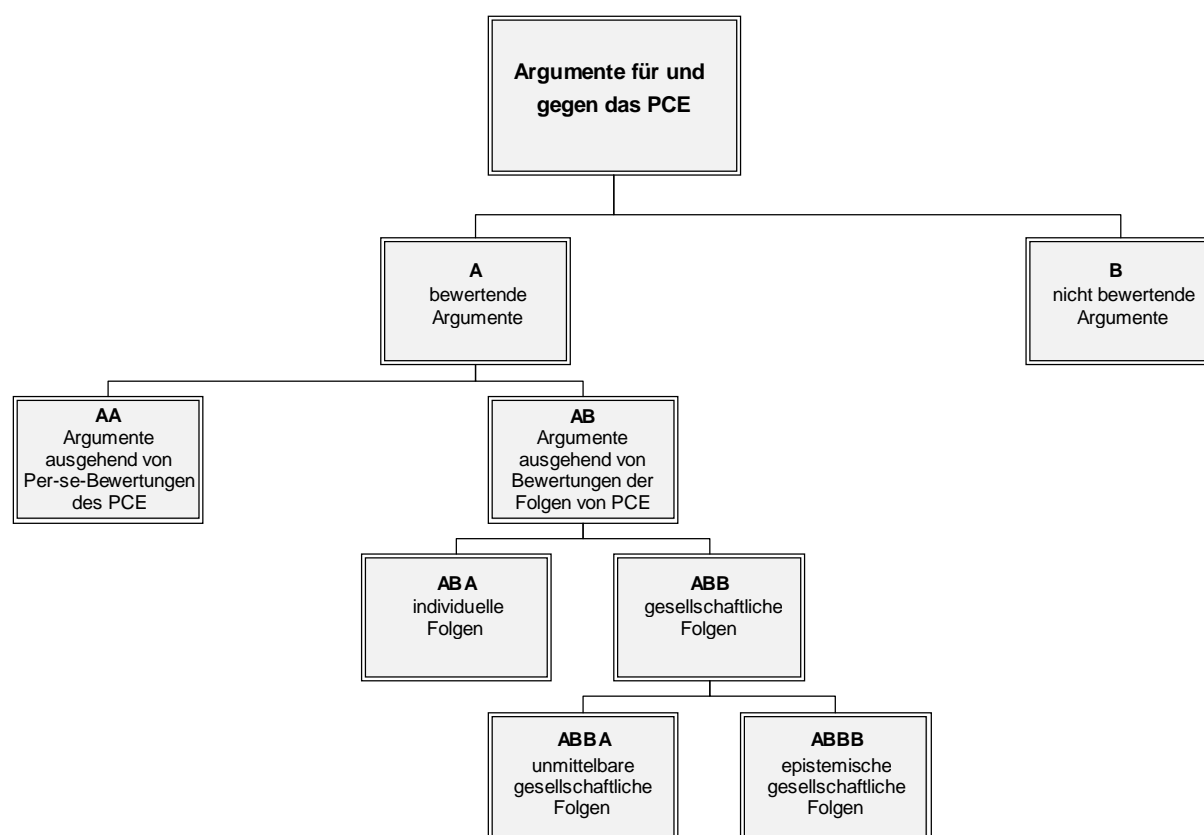 Argumente für und
gegen das PCE
A
bewertende
Argumente
B
nicht bewertende
Argumente
AA
Argumente
ausgehend von
Per-se-Bewertungen
des PCE
AB
Argumente
ausgehend von
Bewertungen der
Folgen von PCE
ABA
individuelle
Folgen
ABB
gesellschaftliche
Folgen
ABBA
unmittelbare
gesellschaftliche
Folgen
ABBB
epistemische
gesellschaftliche
Folgen